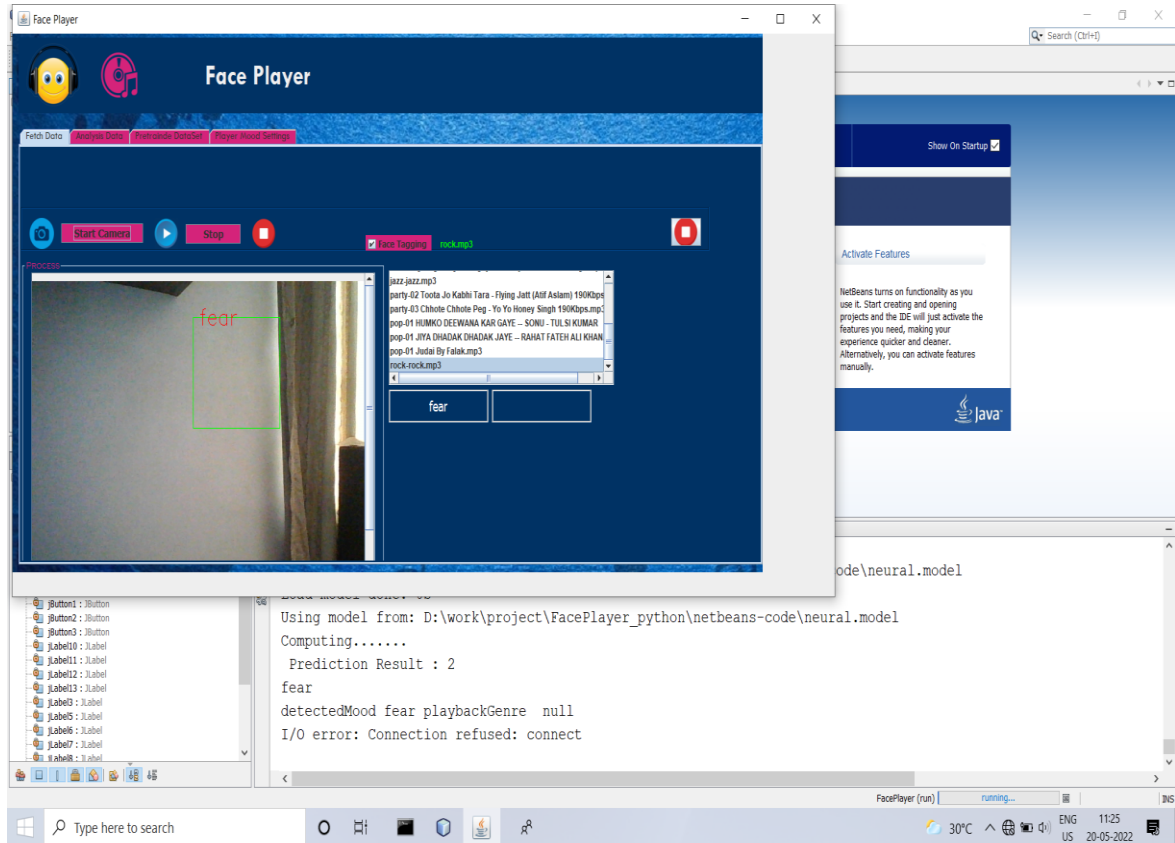 Face Player
Search (Ctrl+I)
Face Player
Fetch Data
Analysis Data
Pretrainde DataSet
Player Mood Settings
Show On Startup
Start Camera
Stop
Face Tagging
rock.mp3
PROCESS
fear
jazz-jazz.mp3
party-02 Toota Jo Kabhi Tara - Flying Jatt (Atif Aslam) 190Kbps
party-03 Chhote Chhote Peg - Yo Yo Honey Singh 190Kbps.mp3
pop-01 HUMKO DEEWANA KAR GAYE – SONU - TULSI KUMAR
pop-01 JIYA DHADAK DHADAK JAYE – RAHAT FATEH ALI KHAN
pop-01 Judai By Falak.mp3
rock-rock.mp3
fear
Activate Features
NetBeans turns on functionality as you
use it. Start creating and opening
projects and the IDE will just activate the
features you need, making your
experience quicker and cleaner.
Alternatively, you can activate features
manually.
Java
ode\neural.model
Using model from: D:\work\project\FacePlayer_python\netbeans-code\neural.model
Computing.......
Prediction Result : 2
fear
detectedMood fear playbackGenre null
I/O error: Connection refused: connect
jButton1 : JButton
jButton2 : JButton
jButton3 : JButton
jLabel10 : JLabel
jLabel11 : JLabel
jLabel12 : JLabel
jLabel13 : JLabel
jLabel3 : JLabel
jLabel5 : JLabel
jLabel6 : JLabel
jLabel7 : JLabel
jLabel8 : JLabel
FacePlayer (run)
running...
INS
Type here to search
30°C
ENG
US
11:25
20-05-2022